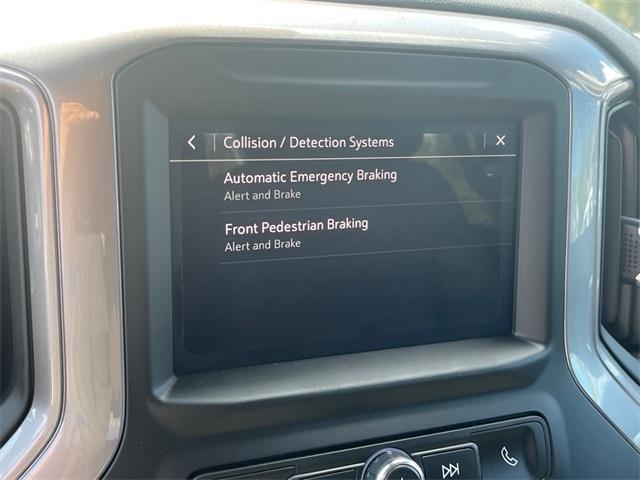 Collision / Detection Systems
Automatic Emergency Braking
Alert and Brake
Front Pedestrian Braking
Alert and Brake